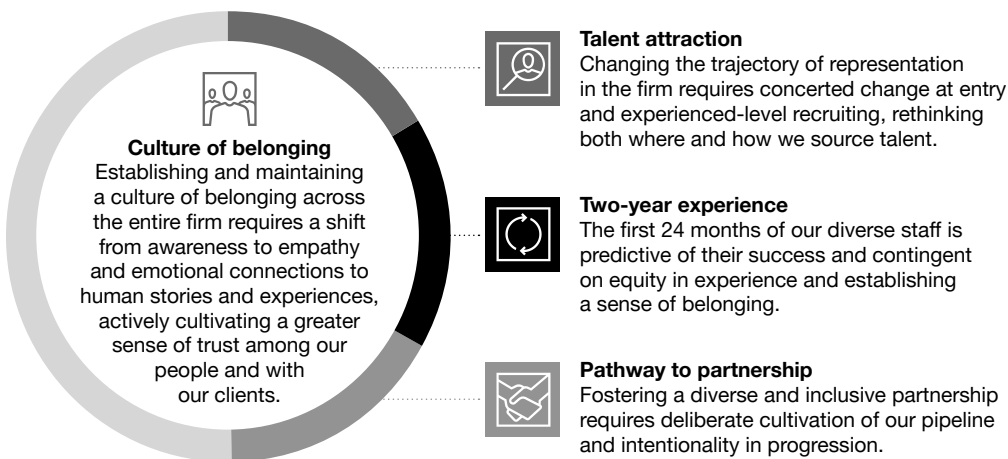 Culture of belonging
Establishing and maintaining
a culture of belonging across
the entire firm requires a shift
from awareness to empathy
and emotional connections to
human stories and experiences,
actively cultivating a greater
sense of trust among our
people and with
our clients.
Talent attraction
Changing the trajectory of representation
in the firm requires concerted change at entry
and experienced-level recruiting, rethinking
both where and how we source talent.
Two-year experience
The first 24 months of our diverse staff is
predictive of their success and contingent
on equity in experience and establishing
a sense of belonging.
Pathway to partnership
Fostering a diverse and inclusive partnership
requires deliberate cultivation of our pipeline
and intentionality in progression.